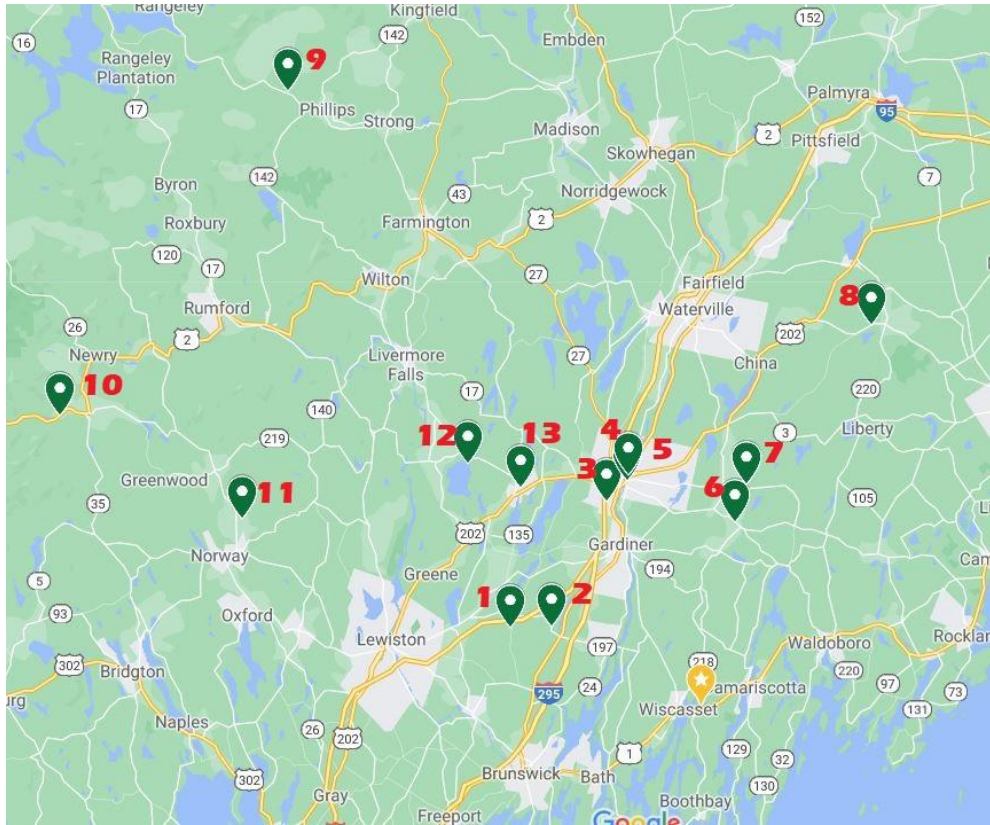 Rangeley
Kingfield
152
16
142
Embden
Rangeley
Plantation
9
Palmyra
95
17
Phillips
Strong
Madison
2
Pittsfield
Skowhegan
142
7
Byron
43
Norridgewock
Roxbury
Farmington
2
120
17
27
Wilton
Fairfield
8
Rumford
Waterville
26
2
202
Newry
Livermore
Falls
27
China
10
17
220
140
12
13
4
3
Liberty
219
5
7
Greenwood
3
6
11
105
35
202
135
Norway
Gardiner
Cam
5
Greene
194
1
2
93
Oxford
Lewiston
197
Waldoboro
Rockland
302
Bridgton
218
amariscotta
220
97
24
295
73
Wiscasset
131
Naples
26
202
129
1
32
302
Brunswick
Bath
130
Gray
Boothbay
Freeport
Google